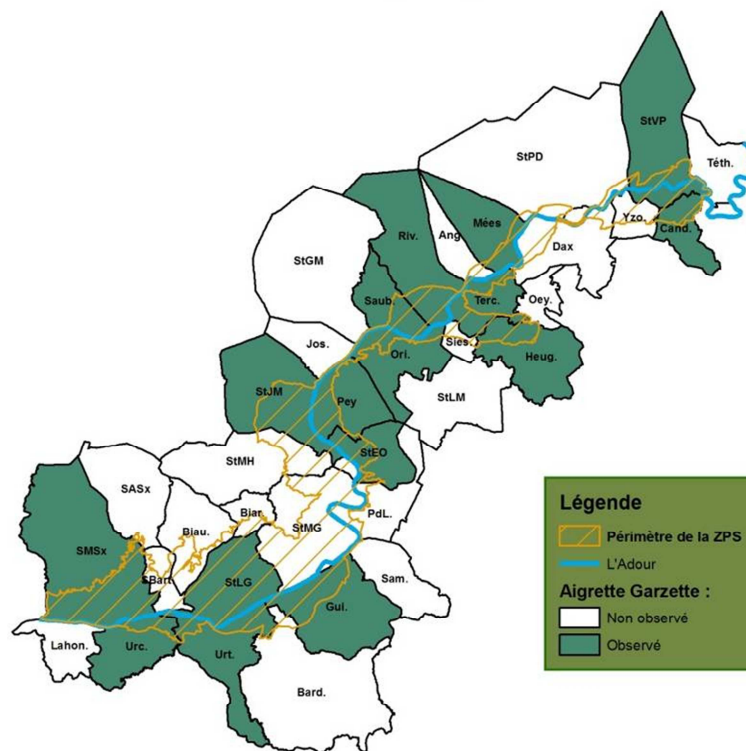 StVP
Téth.
StPD
Yzo.
Cand.
Mées
Ang
Riv.
Dax
StGM
Saub
Terc.
Oey.
Jos.
Ori.
Sies.
Heug.
StJM
Pey
StLM
StMH
StEO
SASx
Biau.
Biar
StMG
PdL.
SMSx
SBart
StLG
Sam.
Gui.
Lahon.
Urc.
Urt.
Bard.
Légende
Périmètre de la ZPS
L'Adour
Aigrette Garzette :
Non observé
Observé